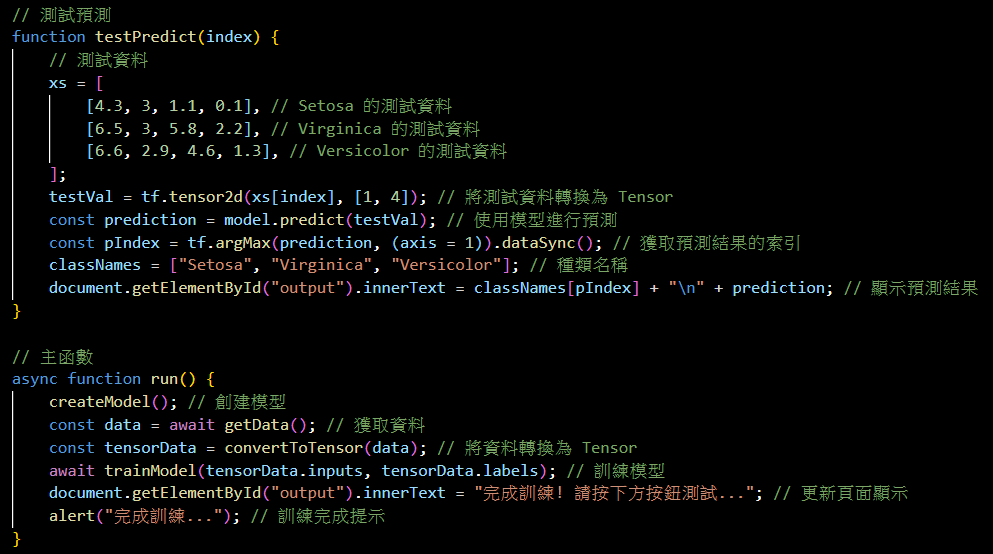 // 測試預測
function testPredict(index) {
// 測試資料
xs = [
[4.3, 3, 1.1, 0.1], // Setosa 的測試資料
[6.5, 3, 5.8, 2.2], // Virginica 的測試資料
[6.6, 2.9, 4.6, 1.3], // Versicolor 的測試資料
];
testVal = tf.tensor2d(xs[index], [1, 4]); // 將測試資料轉換為 Tensor
const prediction = model.predict(testVal); // 使用模型進行預測
const pIndex = tf.argMax(prediction, (axis = 1)).dataSync(); // 獲取預測結果的索引
classNames = ["Setosa", "Virginica", "Versicolor"]; // 種類名稱
document.getElementById("output").innerText = classNames[pIndex] + "\n" + prediction; // 顯示預測結果
}
// 主函數
async function run() {
createModel(); // 創建模型
const data = await getData(); // 獲取資料
const tensorData = convertToTensor(data); // 將資料轉換為 Tensor
await trainModel(tensorData.inputs, tensorData.labels); // 訓練模型
document.getElementById("output").innerText = "完成訓練! 請按下方按鈕測試..."; // 更新頁面顯示
alert("完成訓練..."); // 訓練完成提示
}